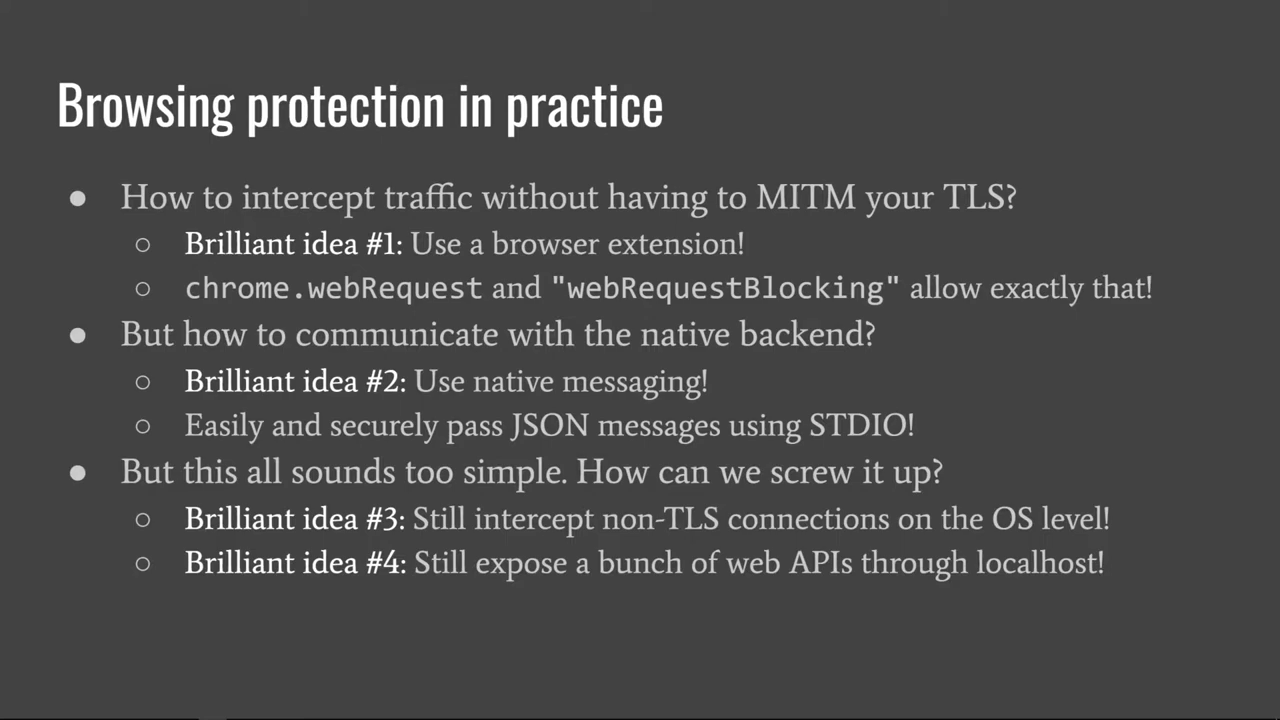 Browsing protection in practice
● How to intercept traffic without having to MITM your TLS?
○ Brilliant idea #1: Use a browser extension!
○ chrome.webRequest and "webRequestBlocking" allow exactly that!
● But how to communicate with the native backend?
○ Brilliant idea #2: Use native messaging!
○ Easily and securely pass JSON messages using STDIO!
● But this all sounds too simple. How can we screw it up?
○ Brilliant idea #3: Still intercept non-TLS connections on the OS level!
○ Brilliant idea #4: Still expose a bunch of web APIs through localhost!